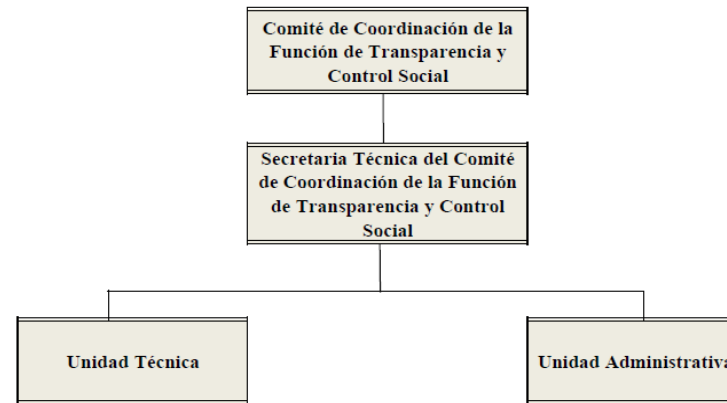 Comité de Coordinación de la
Función de Transparencia y
Control Social
Secretaria Técnica del Comité
de Coordinación de la Función
de Transparencia y Control
Social
Unidad Técnica
Unidad Administrativa